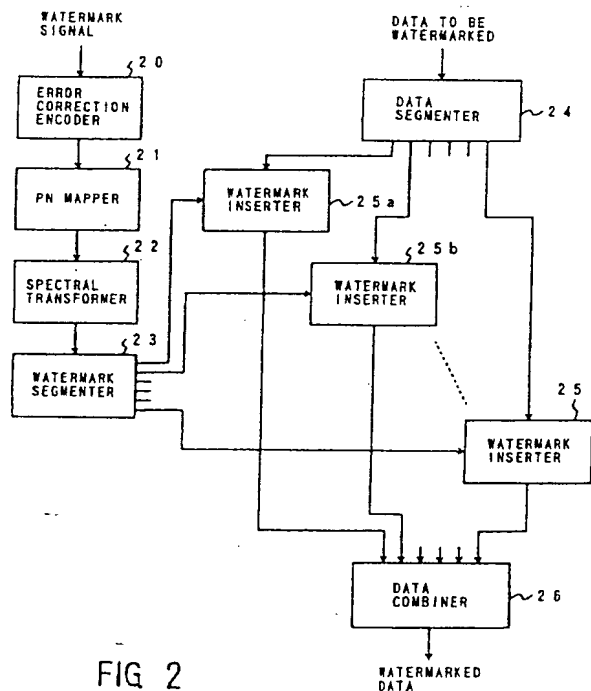 WATERMARK
SIGNAL
DATA TO BE
WATERMARKED
20
ERROR
CORRECTION
ENCODER
DATA
SEGMENTER
24
21
PN MAPPER
WATERMARK
INSERTER
25a
22
SPECTRAL
TRANSFORMER
25b
WATERMARK
INSERTER
23
WATERMARK
SEGMENTER
25
WATERMARK
INSERTER
DATA
COMBINER
26
FIG 2
WATERMARKED
DATA